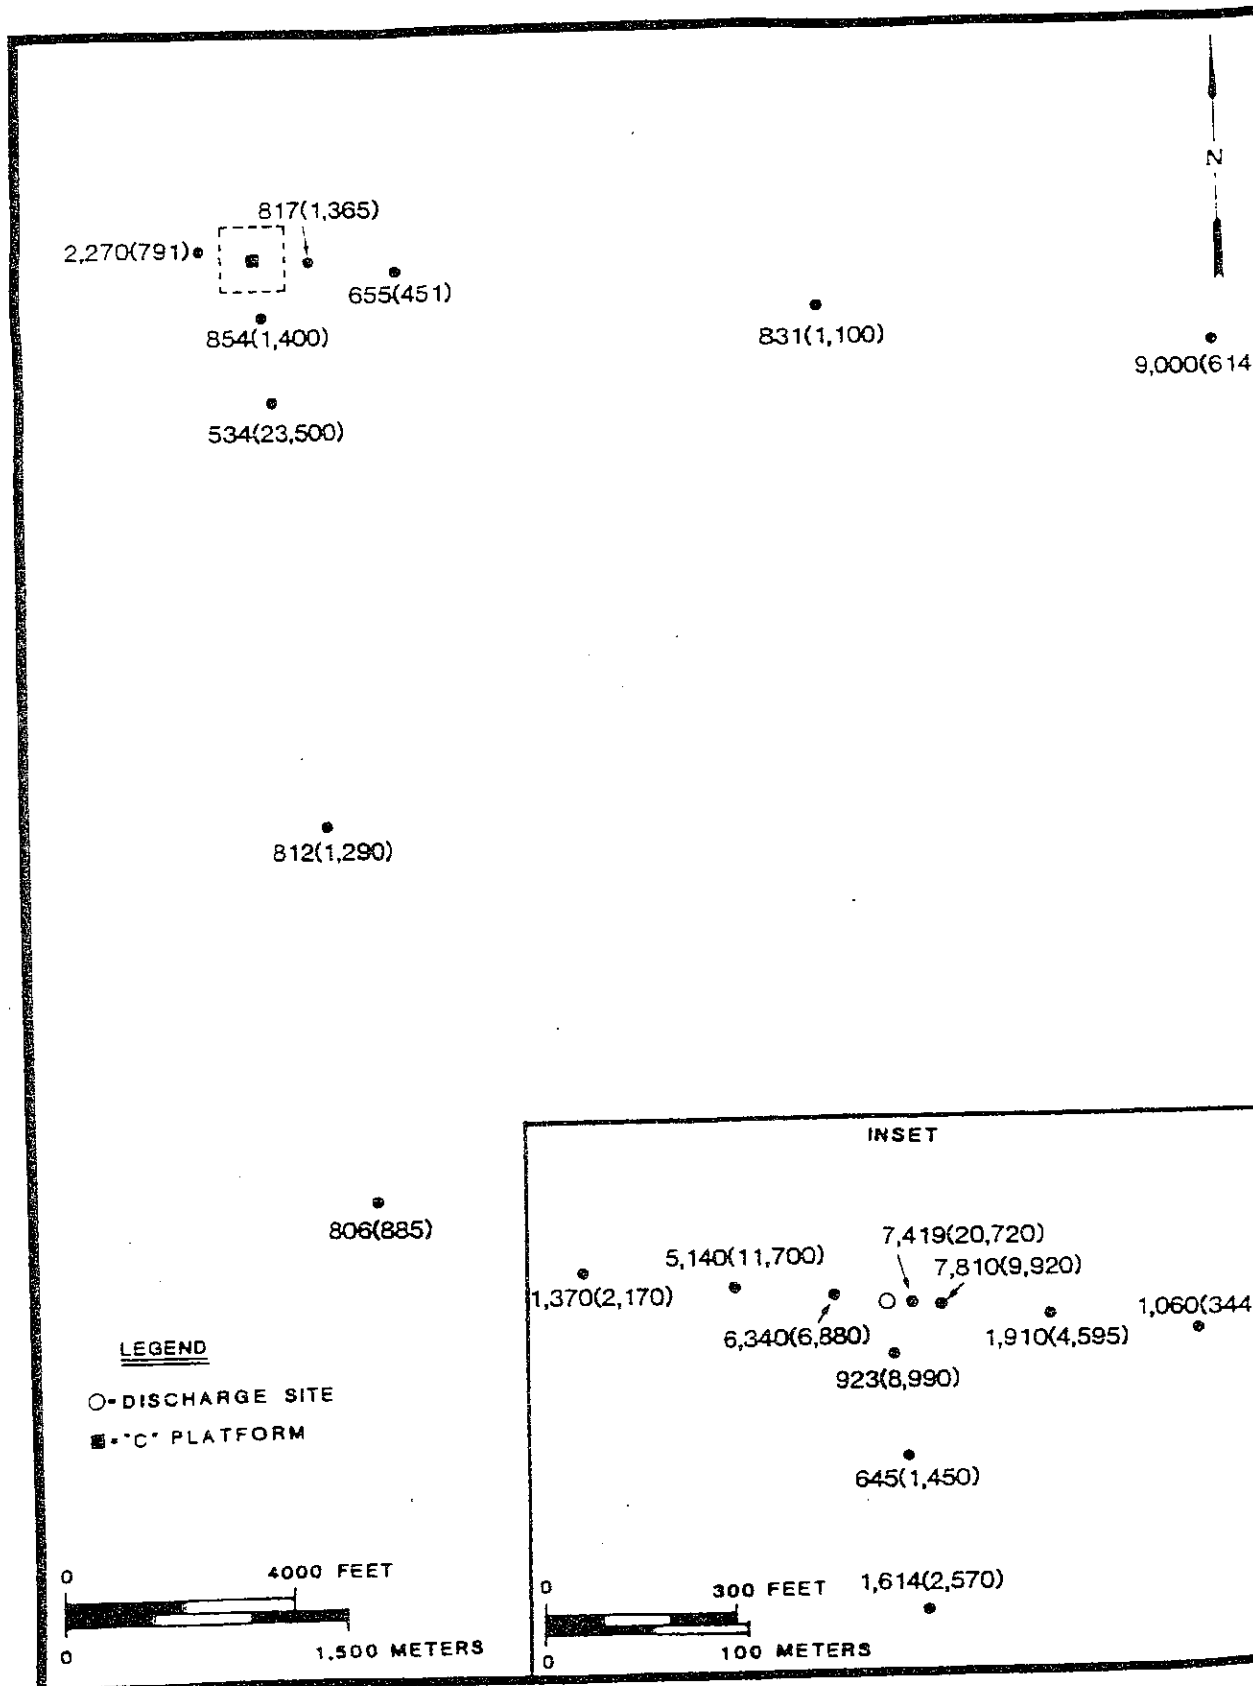 N
817(1,365)
2,270(791)
655(451)
854(1,400)
831(1,100)
9,000(614
534(23,500)
812(1,290)
806(885)
INSET
7,419(20,720)
5,140(11,700)
7,810(9,920)
1,370(2,170)
1,060(344
6,340(6,880)
1,910(4,595)
923(8,990)
645(1,450)
1,614(2,570)
LEGEND
O-DISCHARGE SITE
■="C" PLATFORM
0
4000 FEET
0
1,500 METERS
0
300 FEET
0
100 METERS